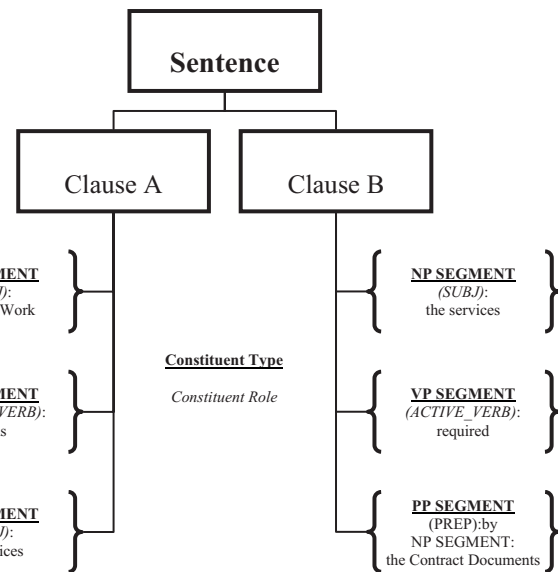 Sentence
Clause A
Clause B
Work
NP SEGMENT
(SUBJ):
the services
Constituent Type
Constituent Role
VP SEGMENT
(ACTIVE_VERB):
required
PP SEGMENT
(PREP):by
NP SEGMENT:
the Contract Documents